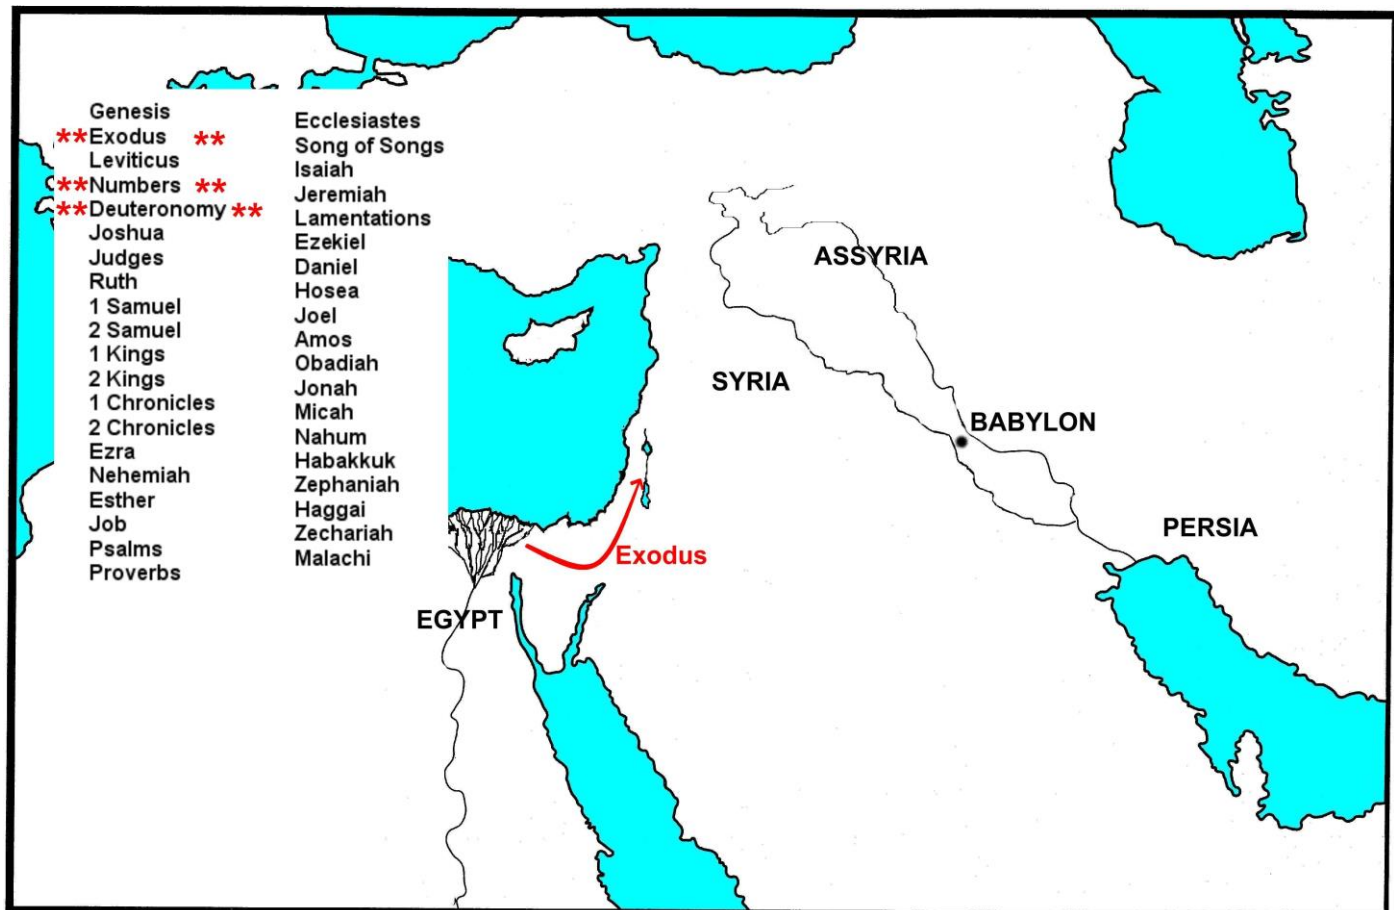 Genesis
**Exodus **
Leviticus
**Numbers **
**Deuteronomy **
Joshua
Judges
Ruth
1 Samuel
2 Samuel
1 Kings
2 Kings
1 Chronicles
2 Chronicles
Ezra
Nehemiah
Esther
Job
Psalms
Proverbs
Ecclesiastes
Song of Songs
Isaiah
Jeremiah
Lamentations
Ezekiel
Daniel
Hosea
Joel
Amos
Obadiah
Jonah
Micah
Nahum
Habakkuk
Zephaniah
Haggai
Zechariah
Malachi
ASSYRIA
SYRIA
BABYLON
PERSIA
Exodus
EGYPT